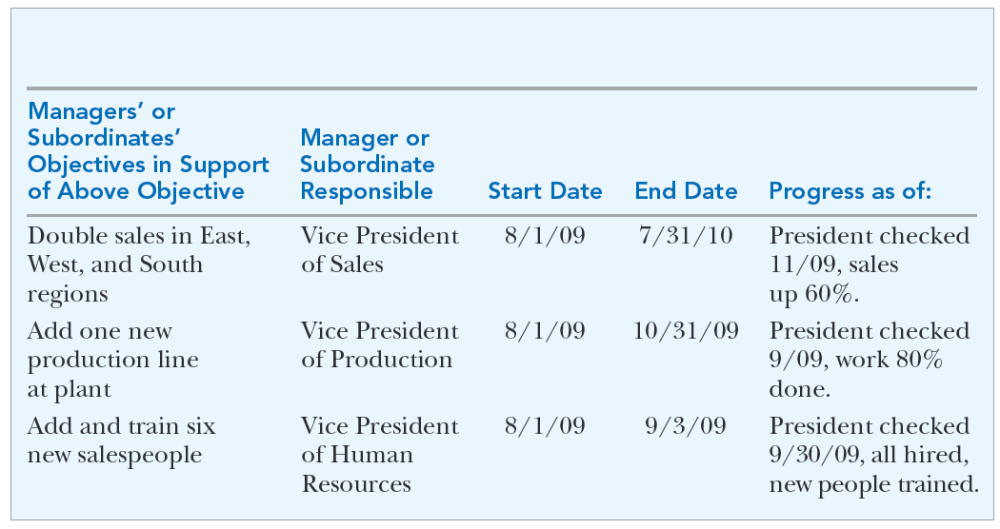 Managers' or
Subordinates'
Objectives in Support
of Above Objective
Manager or
Subordinate
Responsible
Start Date
End Date
Progress as of:
Double sales in East,
West, and South
regions
Vice President
of Sales
8/1/09
7/31/10
President checked
11/09, sales
up 60%.
Add one new
production line
at plant
Vice President
of Production
8/1/09
10/31/09
President checked
9/09, work 80%
done.
Add and train six
new salespeople
Vice President
of Human
Resources
8/1/09
9/3/09
President checked
9/30/09, all hired,
new people trained.